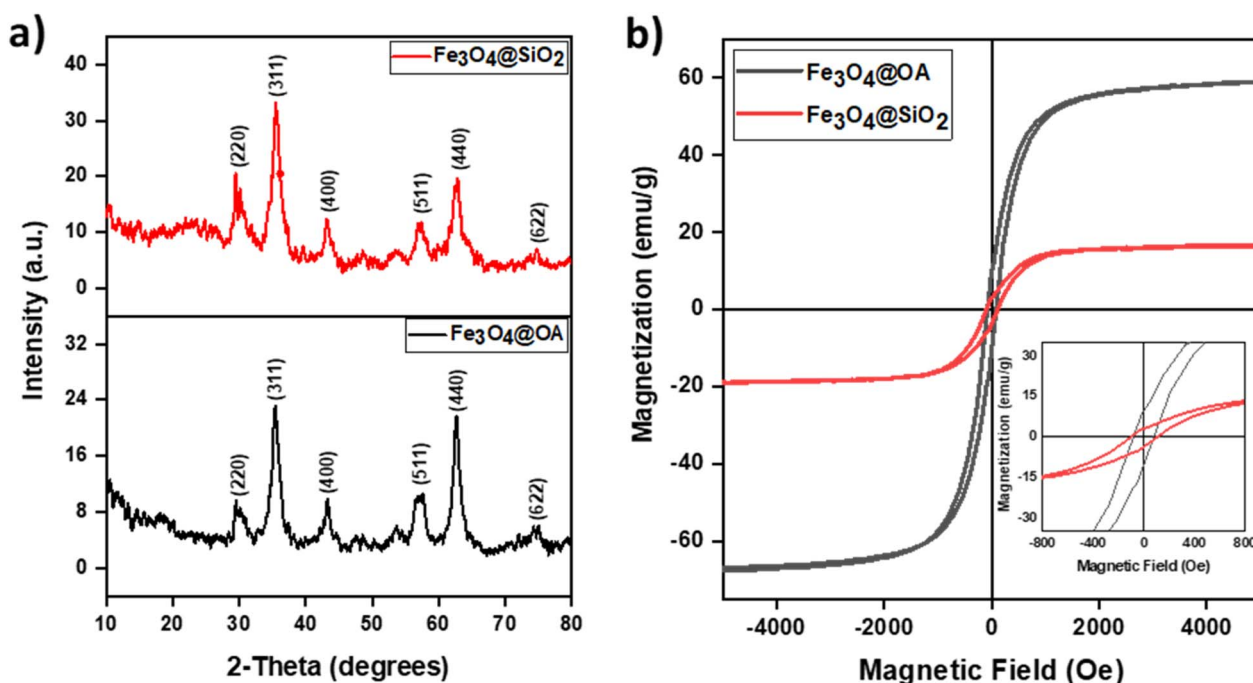 a)
Fe₃O₄@SiO₂
(220)
(311)
(400)
(511)
(440)
(622)
40
30
20
10
0
Fe₃O₄@OA
(220)
(311)
(400)
(511)
(440)
(622)
32
24
16
8
0
Intensity (a.u.)
10 20 30 40 50 60 70 80
2-Theta (degrees)
b)
Fe₃O₄@OA
Fe₃O₄@SiO₂
60
40
20
0
-20
-40
-60
Magnetization (emu/g)
-4000 -2000 0 2000 4000
Magnetic Field (Oe)
30
15
0
-15
-30
Magnetization (emu/g)
-800 -400 0 400 800
Magnetic Field (Oe)